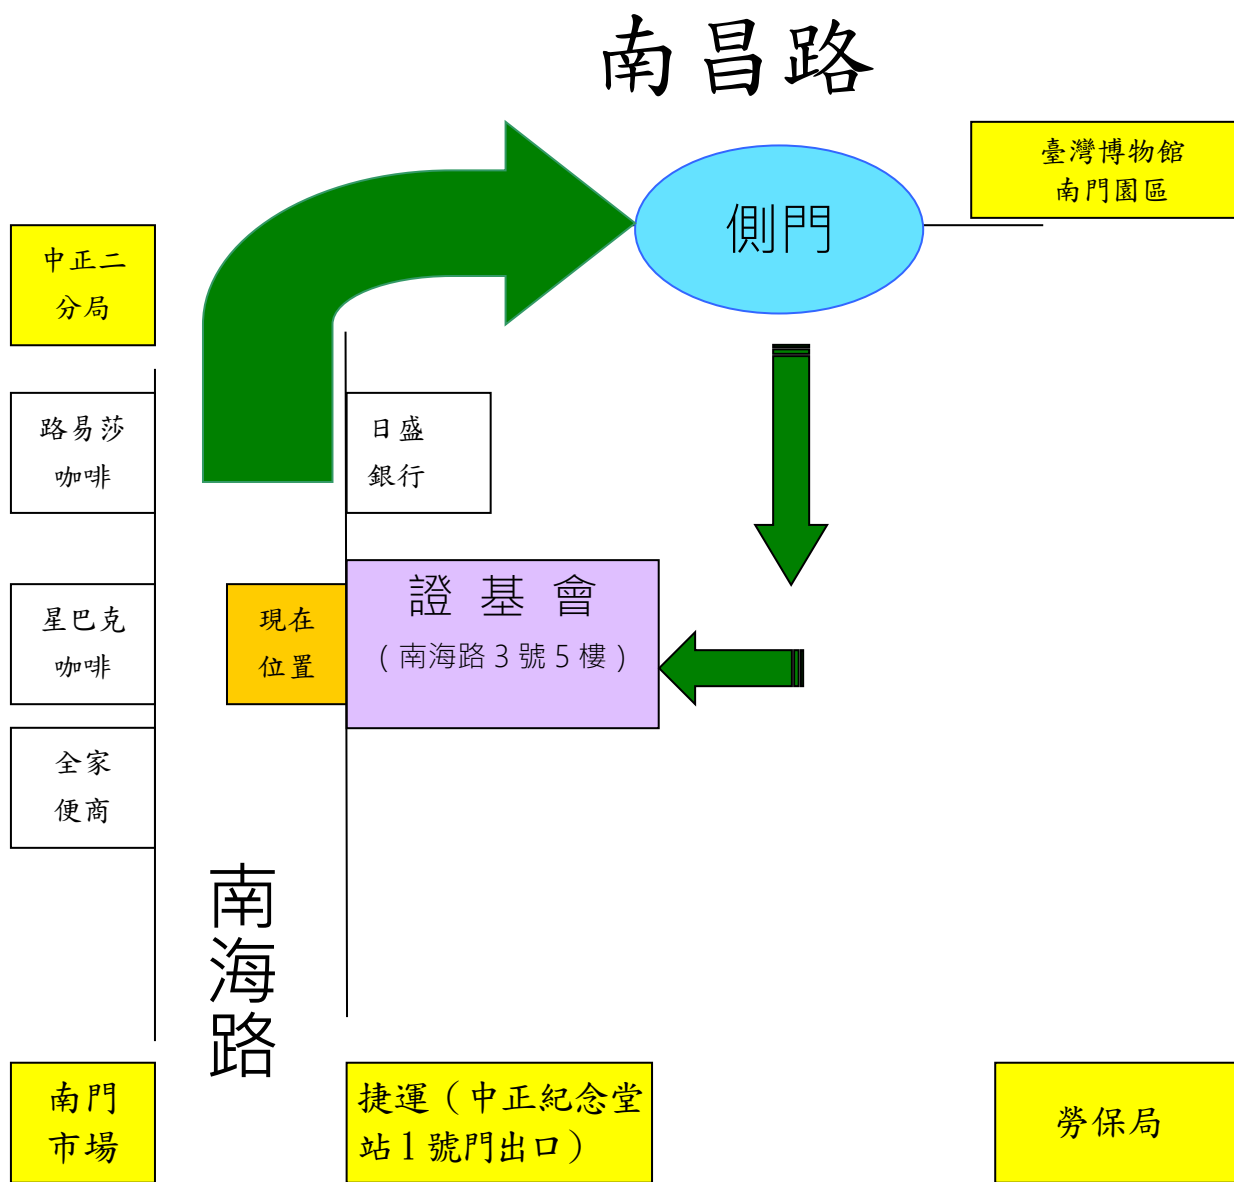 南昌路
臺灣博物館
南門園區
側門
中正二
分局
路易莎
咖啡
日盛
銀行
星巴克
咖啡
現在
位置
證基會
（南海路3號5樓）
全家
便商
南海路
南門
市場
捷運（中正紀念堂
站1號門出口）
勞保局